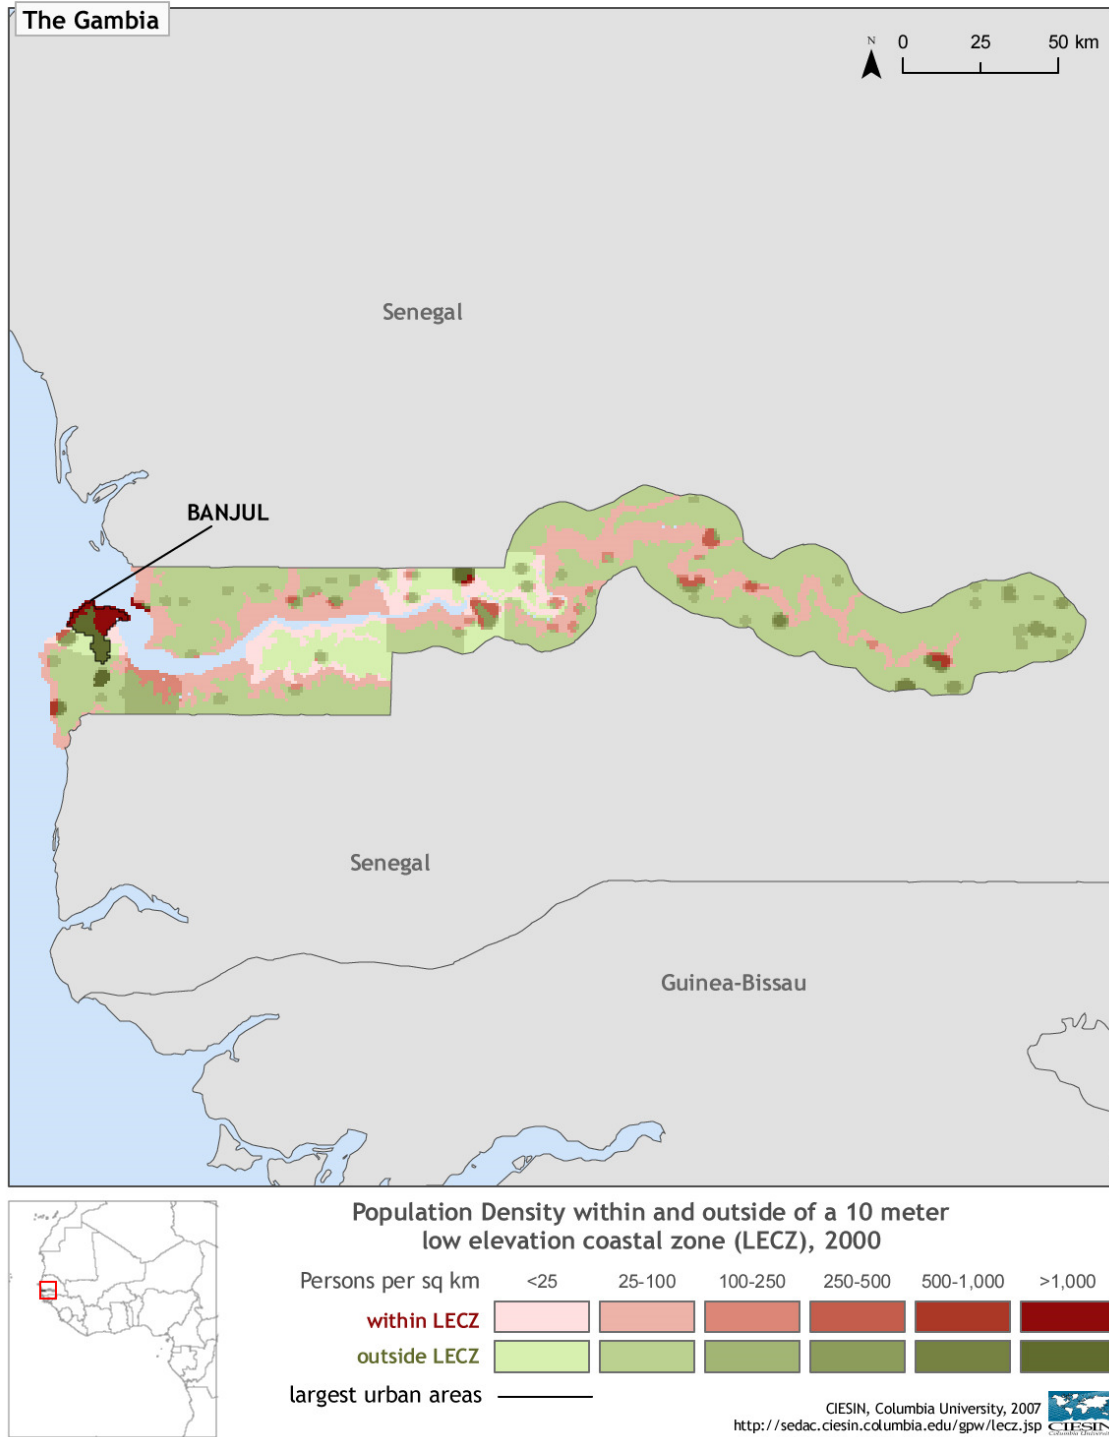 The Gambia
N 0 25 50 km
Senegal
BANJUL
Senegal
Guinea-Bissau
Population Density within and outside of a 10 meter
low elevation coastal zone (LECZ), 2000
Persons per sq km <25 25-100 100-250 250-500 500-1,000 >1,000
within LECZ
outside LECZ
largest urban areas
CIESIN, Columbia University, 2007
http://sedac.ciesin.columbia.edu/gpw/lecz.jsp
CIESIN
Columbia University